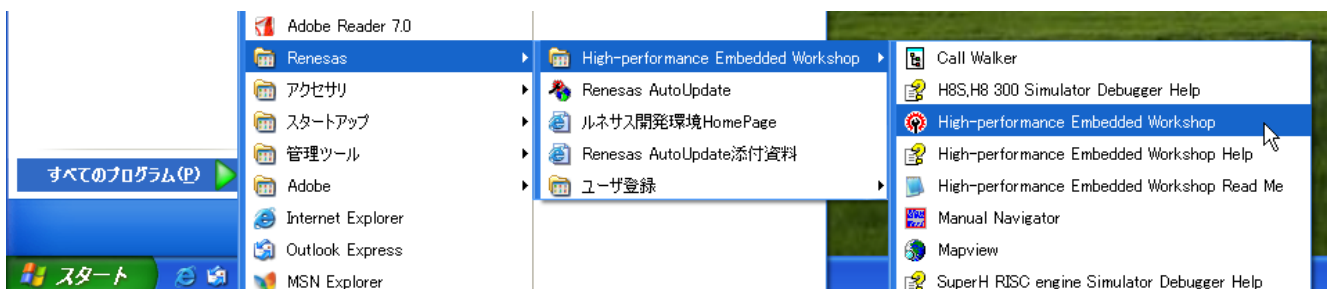 Adobe Reader 7.0
Renesas
アクセサリ
スタートアップ
管理ツール
Adobe
Internet Explorer
Outlook Express
MSN Explorer
High-performance Embedded Workshop
Renesas AutoUpdate
ルネサス開発環境HomePage
Renesas AutoUpdate添付資料
ユーザ登録
Call Walker
H8S,H8 300 Simulator Debugger Help
High-performance Embedded Workshop
High-performance Embedded Workshop Help
High-performance Embedded Workshop Read Me
Manual Navigator
Mapview
SuperH RISC engine Simulator Debugger Help
すべてのプログラム(P)
スタート